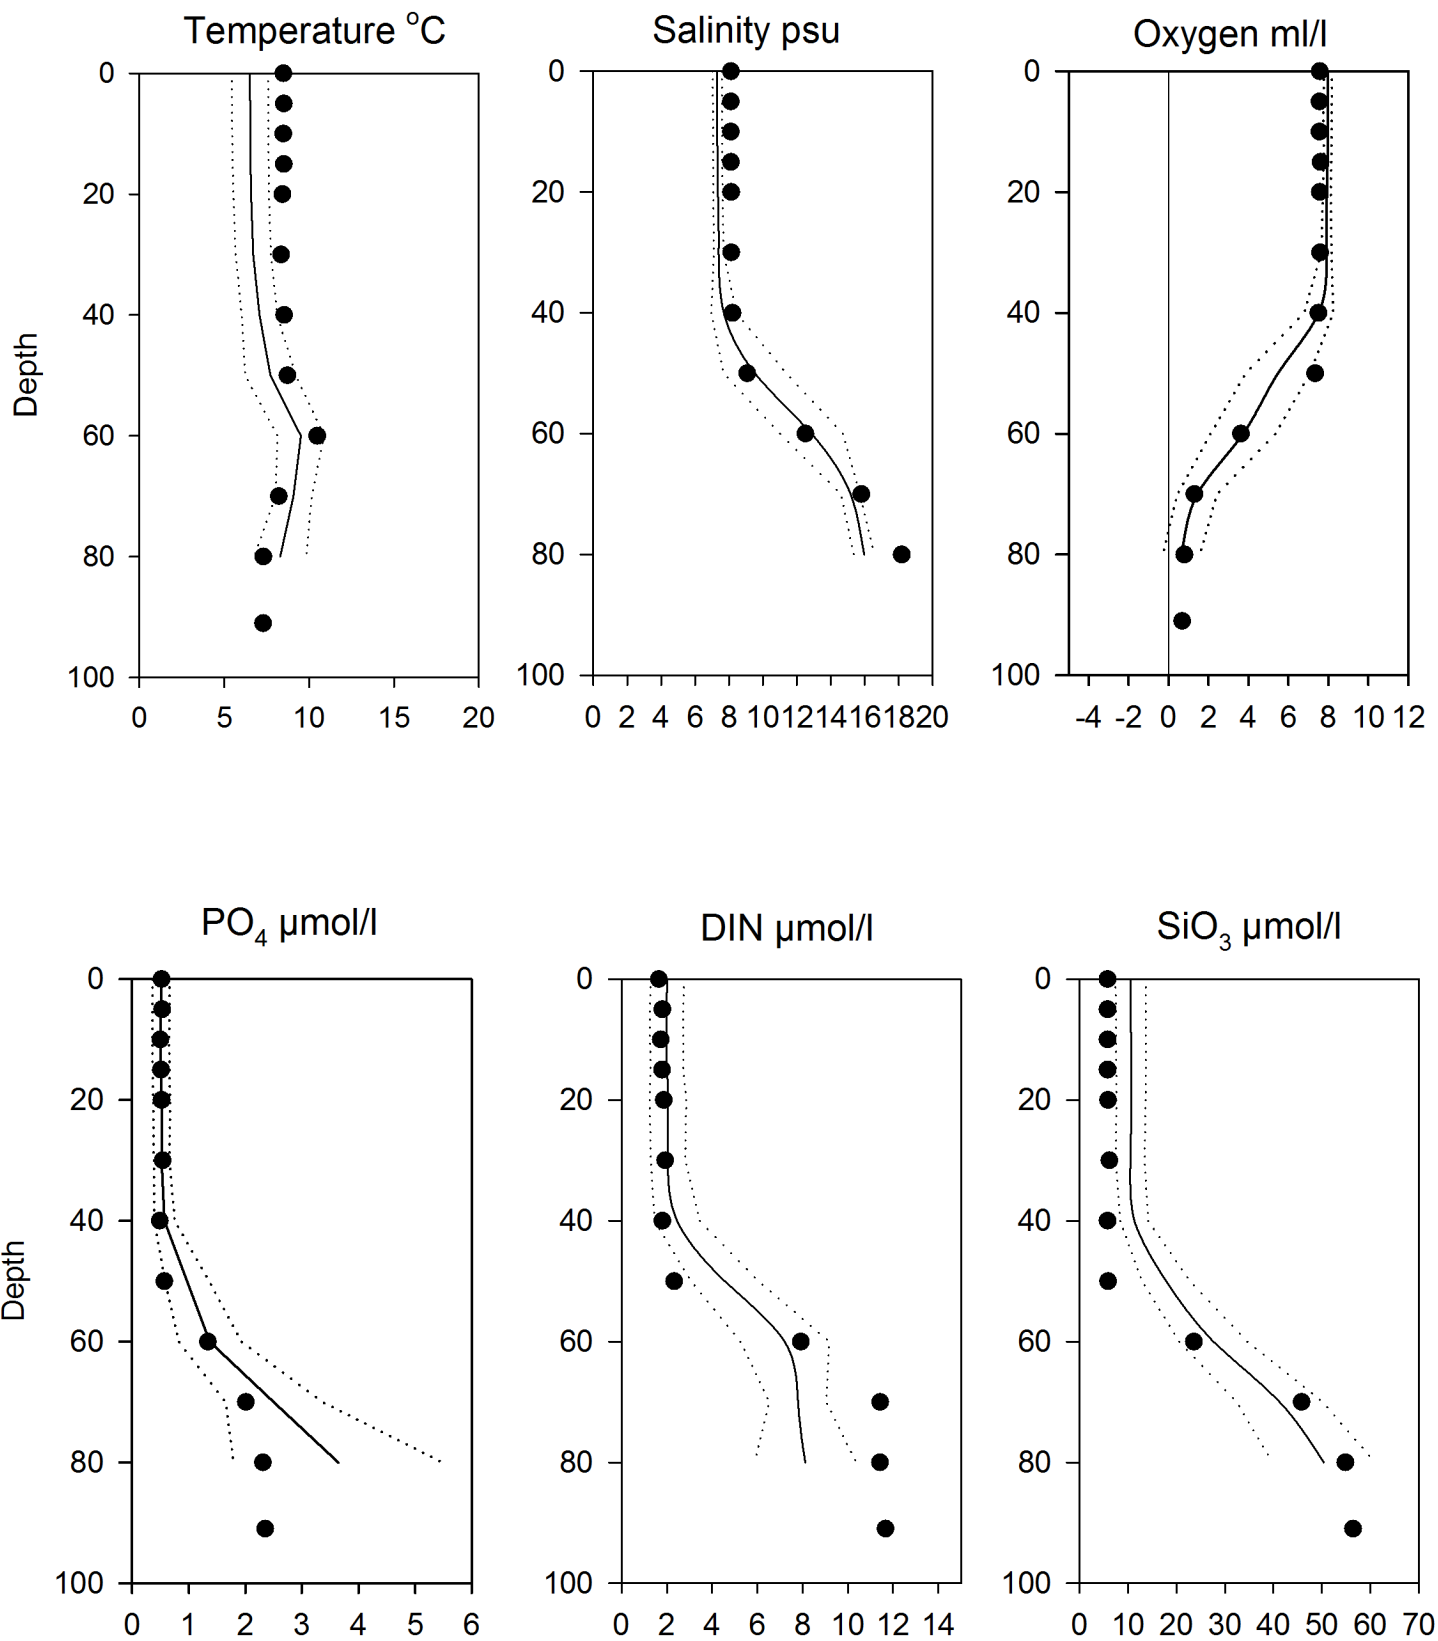 Temperature °C
Salinity psu
Oxygen ml/l
0 0 0
20 20 20
40 40 40
Depth
60 60 60
80 80 80
100 100 100
0 5 10 15 20
0 2 4 6 8 10 12 14 16 18 20
-4 -2 0 2 4 6 8 10 12
PO4 µmol/l
DIN µmol/l
SiO3 µmol/l
0 0 0
20 20 20
40 40 40
Depth
60 60 60
80 80 80
100 100 100
0 1 2 3 4 5 6
0 2 4 6 8 10 12 14
0 10 20 30 40 50 60 70